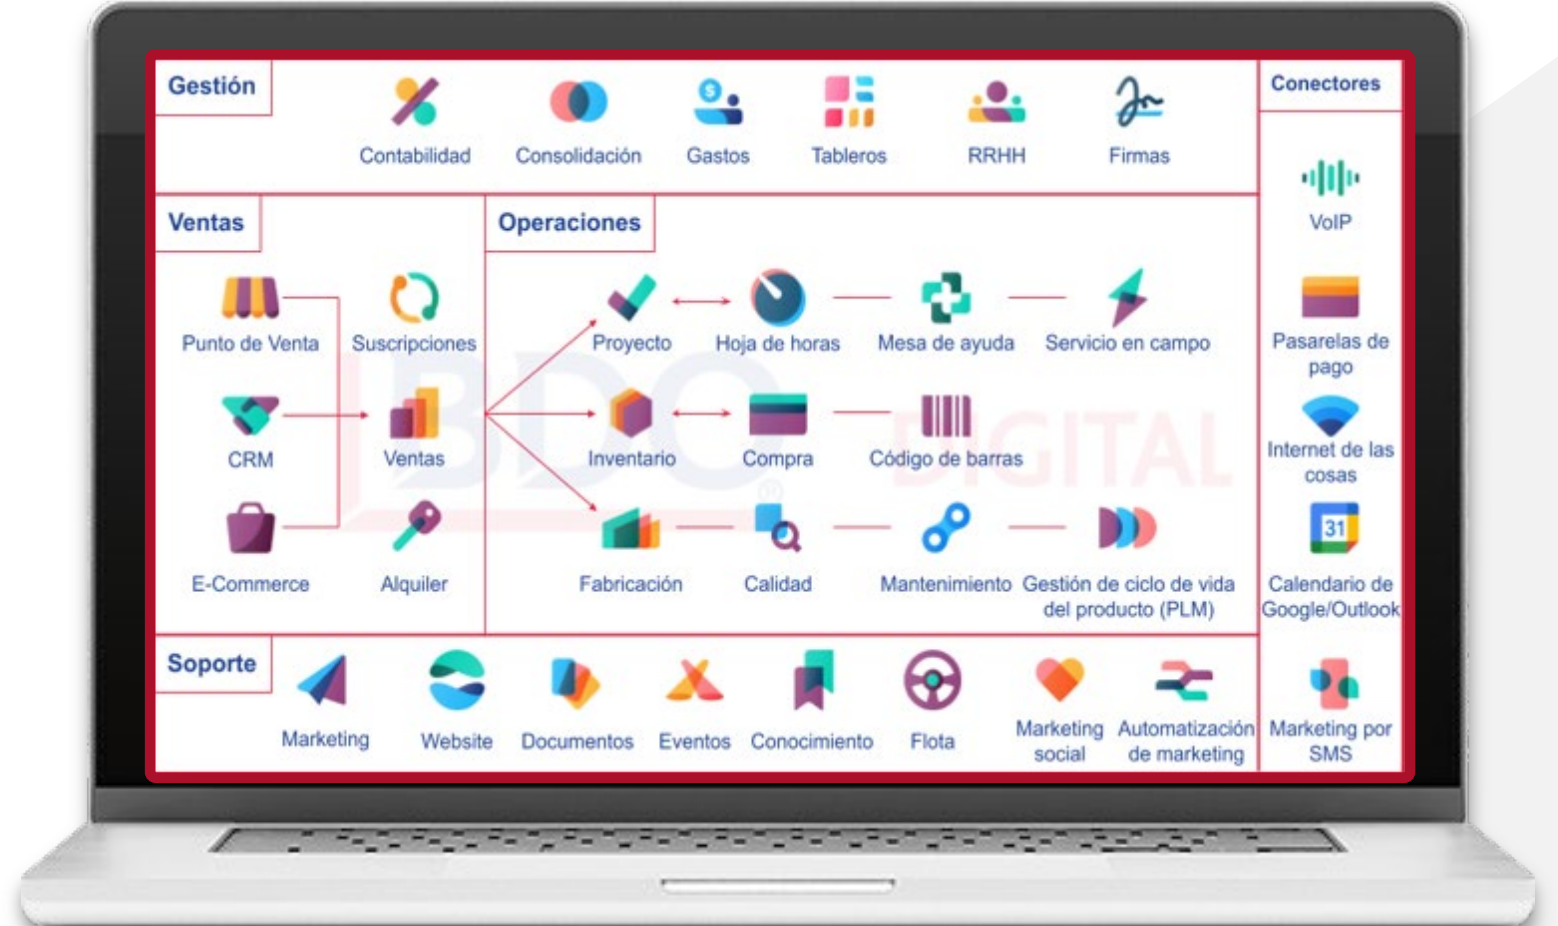 Gestión
Contabilidad
Consolidación
Gastos
Tableros
RRHH
Firmas
Ventas
Punto de Venta
Suscripciones
CRM
Ventas
E-Commerce
Alquiler
Operaciones
Proyecto
Hoja de horas
Mesa de ayuda
Servicio en campo
Inventario
Compra
Código de barras
Fabricación
Calidad
Mantenimiento
Gestión de ciclo de vida
del producto (PLM)
Soporte
Marketing
Website
Documentos
Eventos
Conocimiento
Flota
Marketing
social
Automatización
de marketing
Conectores
VoIP
Pasarelas de
pago
Internet de las
cosas
31
Calendario de
Google/Outlook
Marketing por
SMS
BDO
®
DIGITAL
$